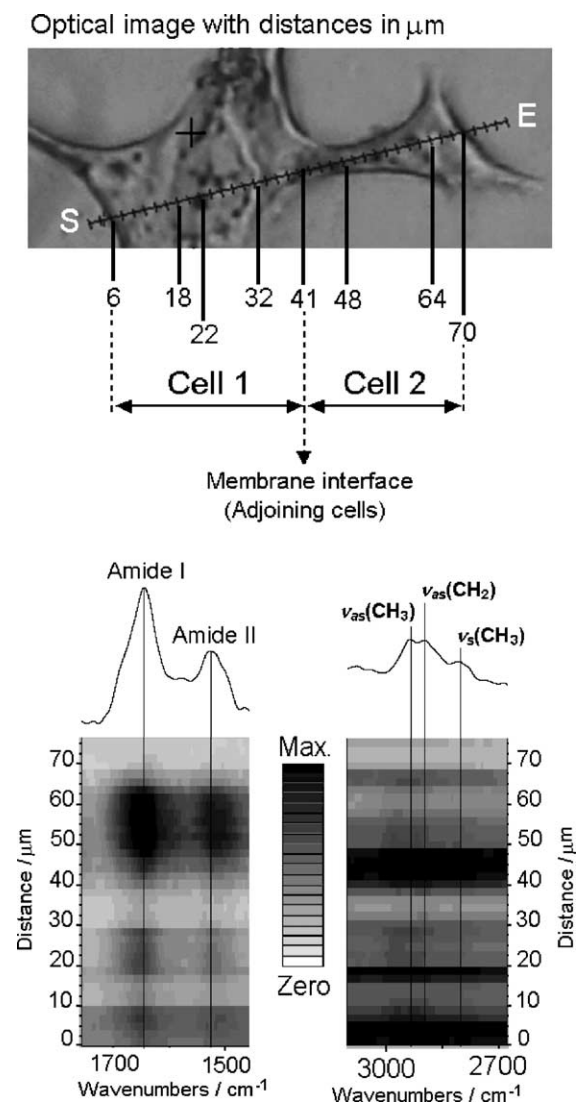 Optical image with distances in µm
S
E
6
18
22
32
41
48
64
70
Cell 1
Cell 2
Membrane interface
(Adjoining cells)
Amide I
Amide II
νas(CH3)
νas(CH2)
νs(CH3)
Max.
Zero
Distance / µm
70
60
50
40
30
20
10
0
1700
1500
Wavenumbers / cm-1
70
60
50
40
30
20
10
0
Distance / µm
3000
2700
Wavenumbers / cm-1